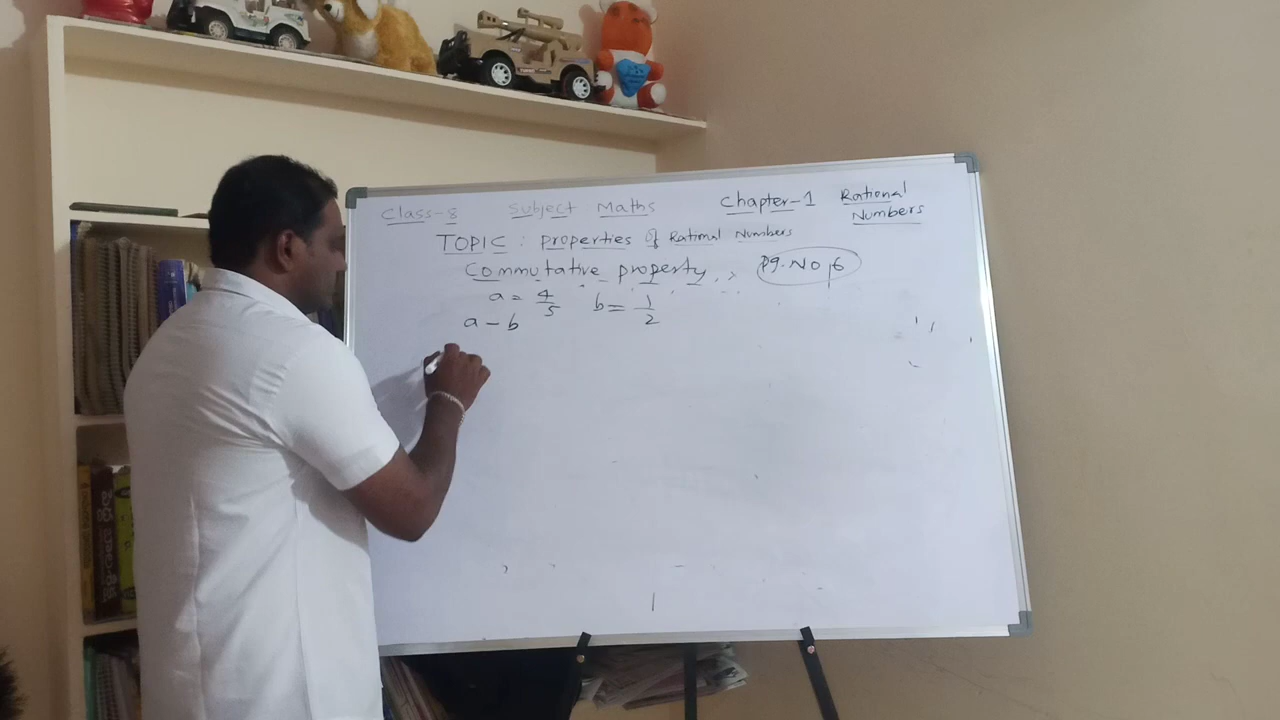 Class-8 Subject Maths Chapter-1 Rational Numbers
TOPIC : Properties of Rational Numbers
Commutative property :- Pg.No.6
a = 4/5 b = 1/2
a - b